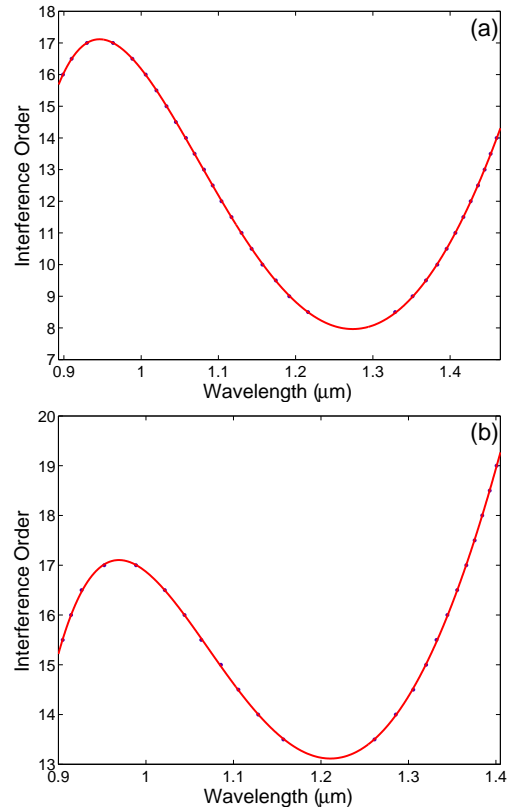 (a)
17
16
15
14
13
12
11
10
9
8
7
Interference Order
0.9 1 1.1 1.2 1.3 1.4
Wavelength (μm)
(b)
20
19
18
17
16
15
14
13
Interference Order
0.9 1 1.1 1.2 1.3 1.4
Wavelength (μm)